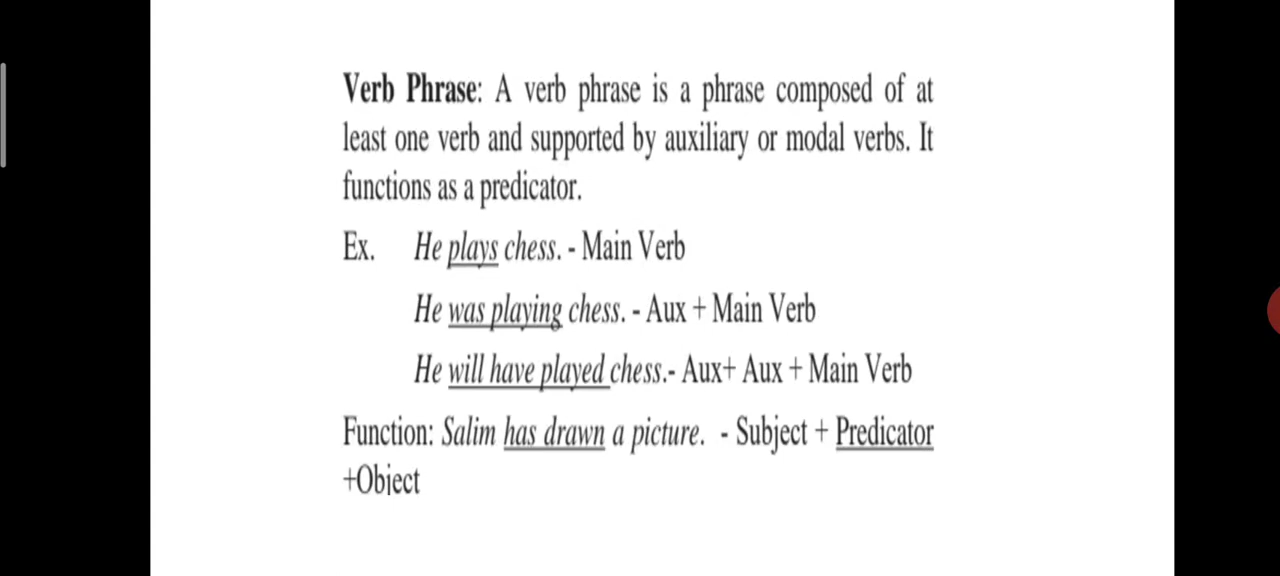 Verb Phrase: A verb phrase is a phrase composed of at
least one verb and supported by auxiliary or modal verbs. It
functions as a predicator.
Ex. He plays chess. - Main Verb
He was playing chess. - Aux + Main Verb
He will have played chess.- Aux+ Aux + Main Verb
Function: Salim has drawn a picture. - Subject + Predicator
+Object